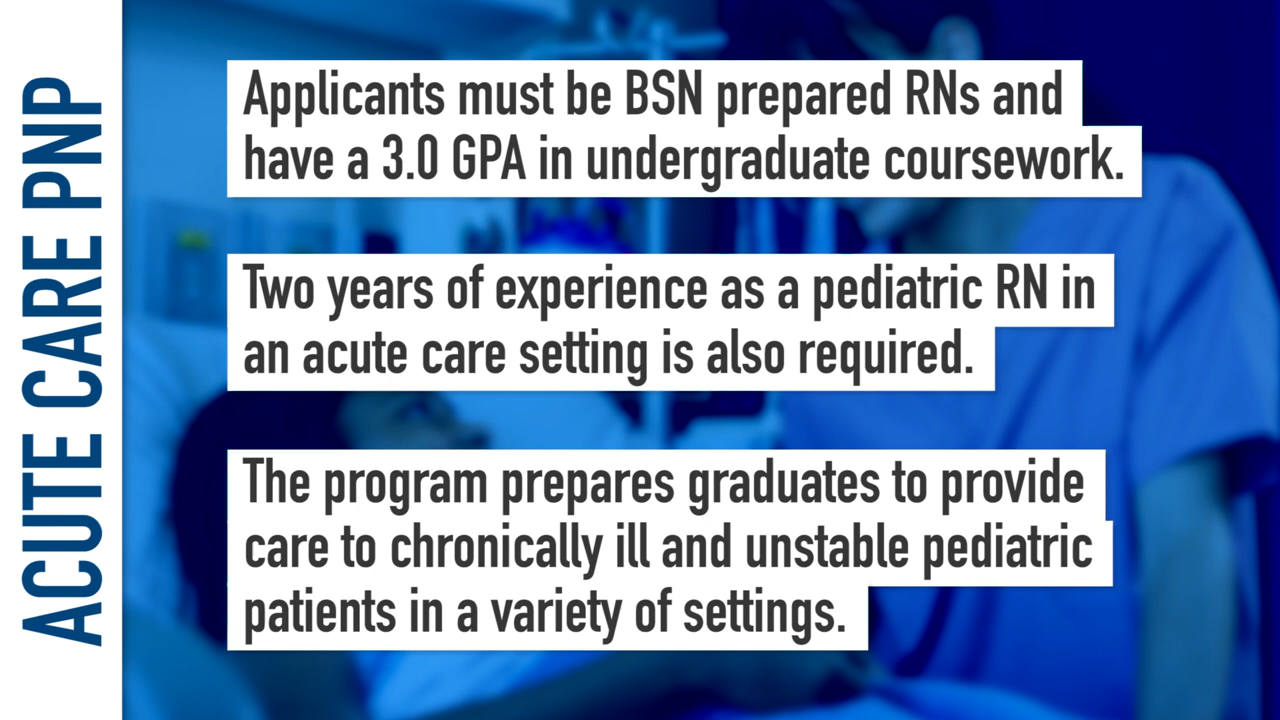 ACUTE CARE PNP
Applicants must be BSN prepared RNs and
have a 3.0 GPA in undergraduate coursework.
Two years of experience as a pediatric RN in
an acute care setting is also required.
The program prepares graduates to provide
care to chronically ill and unstable pediatric
patients in a variety of settings.